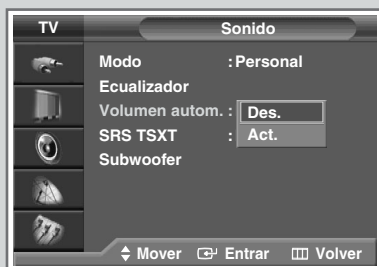 TV Sonido
Modo : Personal
Ecualizador
Volumen autom. : Des.
SRS TSXT : Act.
Subwoofer
Mover Entrar Volver